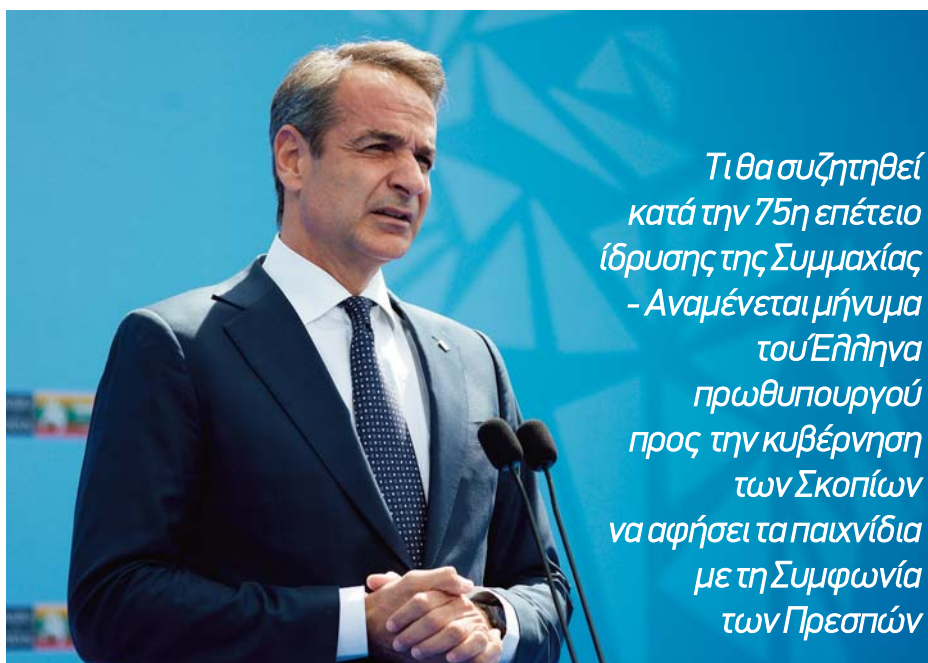 Τι θα συζητηθεί
κατά την 75η επέτειο
ίδρυσης της Συμμαχίας
- Αναμένεται μήνυμα
του Έλληνα
πρωθυπουργού
προς την κυβέρνηση
των Σκοπίων
να αφήσει τα παιχνίδια
με τη Συμφωνία
των Πρεσπών